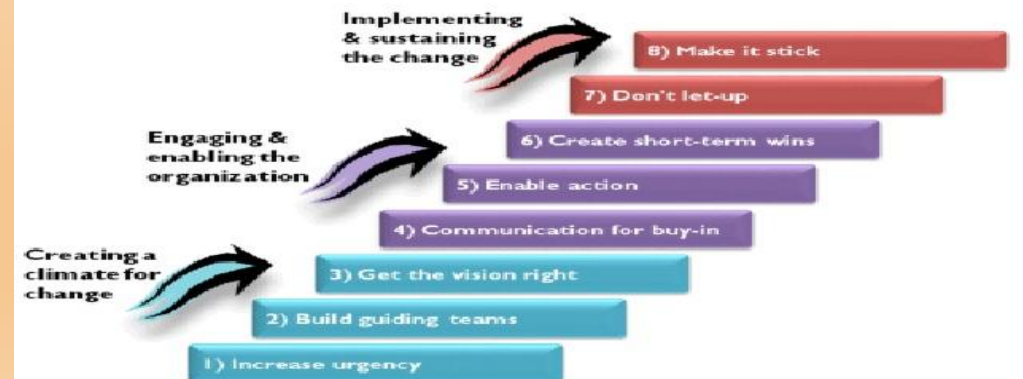 Implementing
& sustaining
the change
8) Make it stick
7) Don't let-up
Engaging &
enabling the
organization
6) Create short-term wins
5) Enable action
4) Communication for buy-in
Creating a
climate for
change
3) Get the vision right
2) Build guiding teams
1) Increase urgency